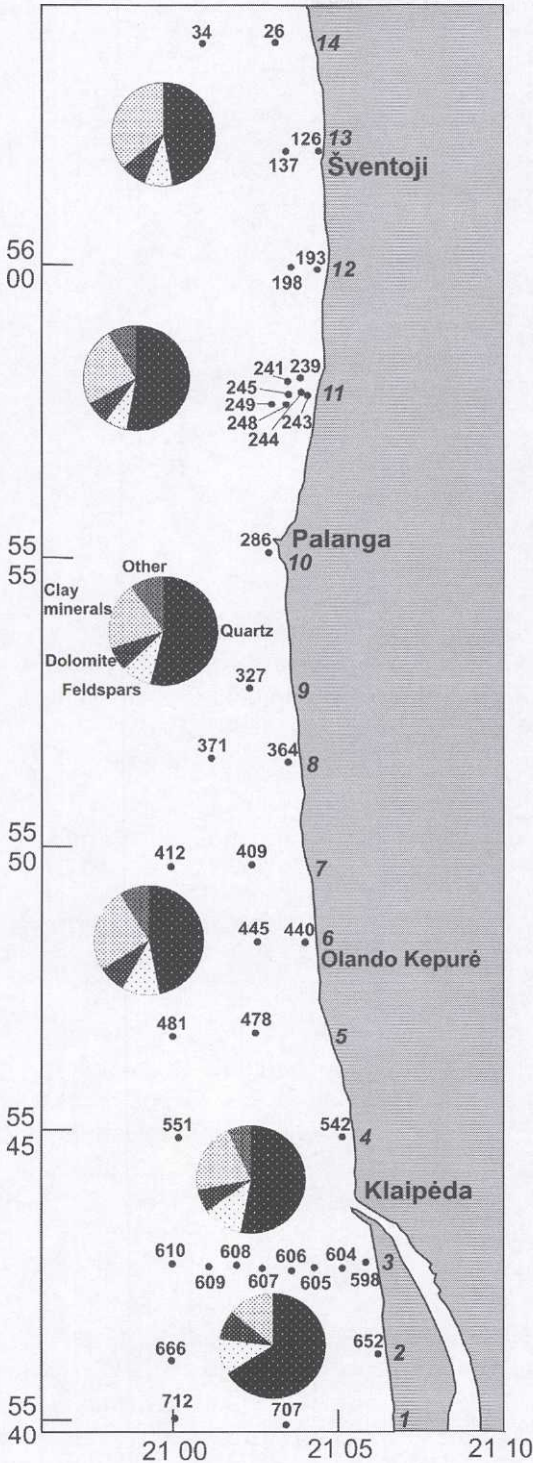 34 26 14
126 13
137 Šventoji
56
00
193
198 12
241 239
245 11
249
248 243
244
286 Palanga
55
55
10
Other
Clay
minerals
Quartz
Dolomite
Feldspars
327 9
371 364 8
55
50
412 409 7
445 440 6
Olando Kepurė
481 478 5
55
45
551 542 4
Klaipėda
610 608 606 604 3
609 607 605 598
666 652 2
712 707 1
55
40
21 00 21 05 21 10